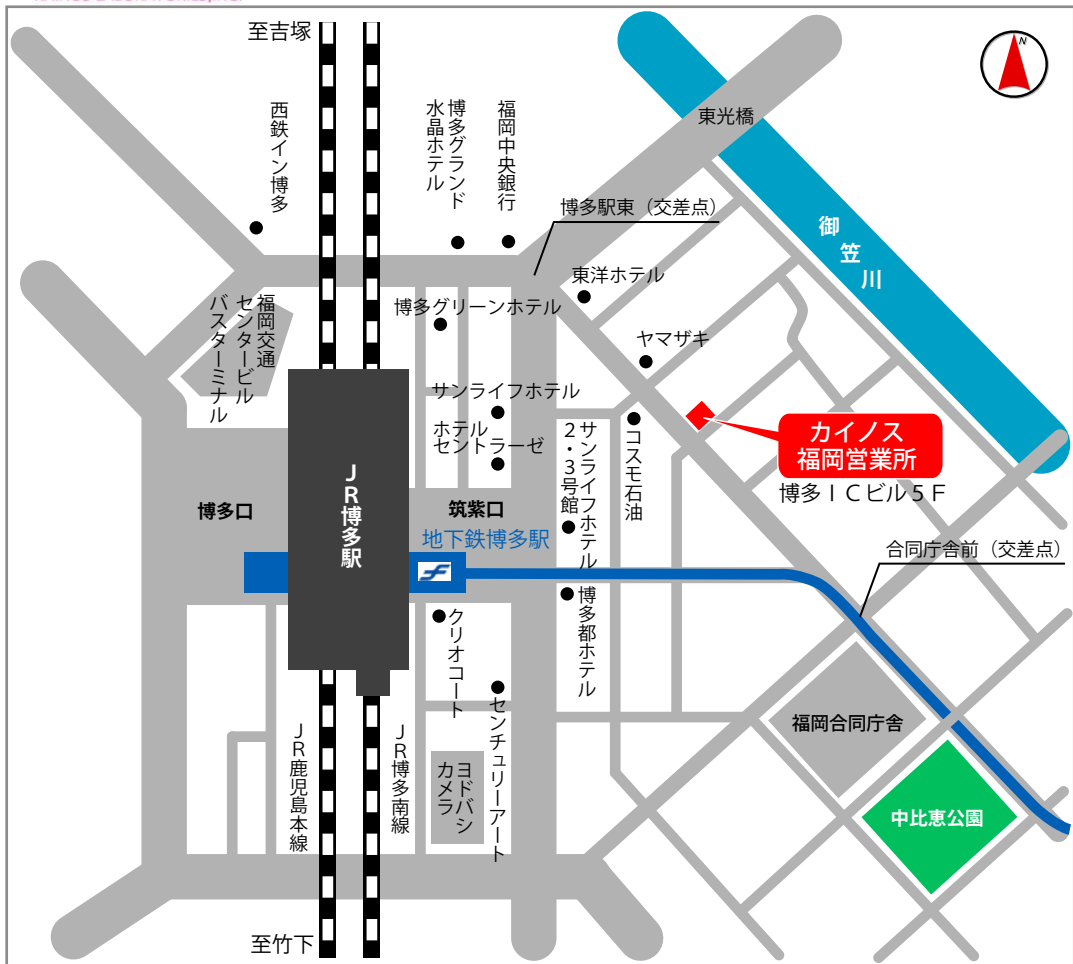 至吉塚
N
西鉄イン博多
博多グランド
水晶ホテル
福岡中央銀行
東光橋
博多駅東（交差点）
御笠川
東洋ホテル
福岡交通
センタービル
バスターミナル
博多グリーンホテル
ヤマザキ
サンライフホテル
ホテル
セントラーゼ
サンライフホテル
２・３号館
コスモ石油
カイノス
福岡営業所
博多ＩＣビル５Ｆ
ＪＲ博多駅
博多口
筑紫口
地下鉄博多駅
合同庁舎前（交差点）
クリオコート
博多都ホテル
センチュリーアート
福岡合同庁舎
ＪＲ鹿児島本線
ＪＲ博多南線
ヨドバシ
カメラ
中比恵公園
至竹下